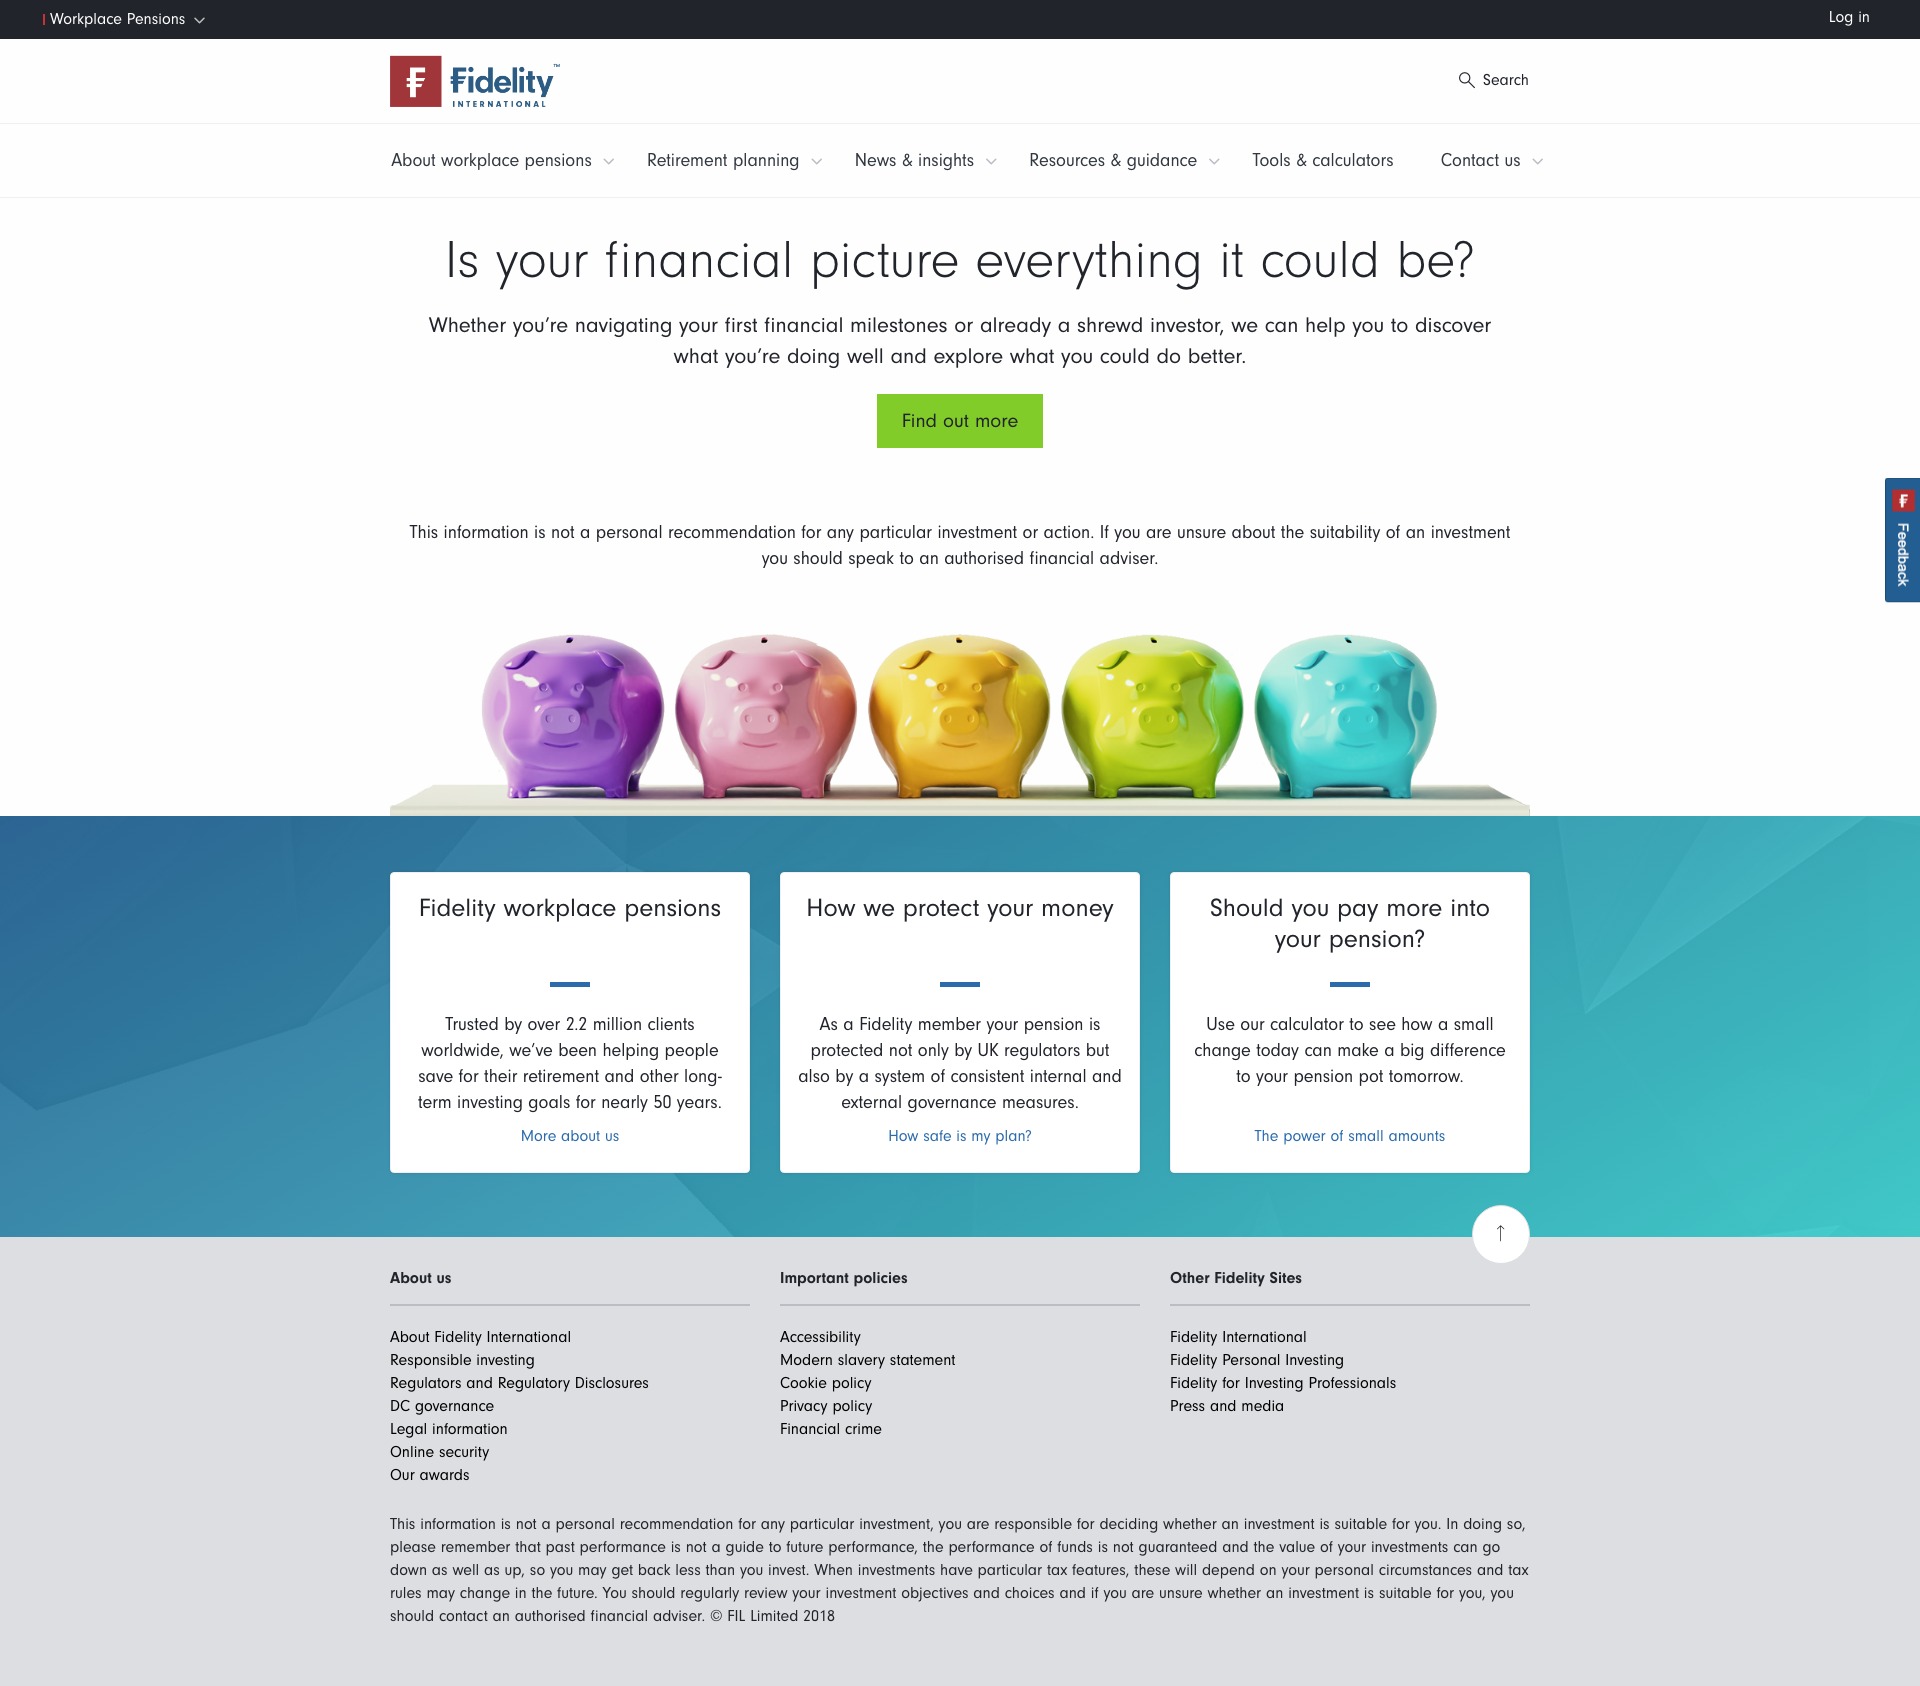 Workplace Pensions
Log in
Fidelity™
INTERNATIONAL
Search
About workplace pensions
Retirement planning
News & insights
Resources & guidance
Tools & calculators
Contact us
Is your financial picture everything it could be?
Whether you’re navigating your first financial milestones or already a shrewd investor, we can help you to discover
what you’re doing well and explore what you could do better.
Find out more
Feedback
This information is not a personal recommendation for any particular investment or action. If you are unsure about the suitability of an investment
you should speak to an authorised financial adviser.
Fidelity workplace pensions
Trusted by over 2.2 million clients
worldwide, we’ve been helping people
save for their retirement and other long-
term investing goals for nearly 50 years.
More about us
How we protect your money
As a Fidelity member your pension is
protected not only by UK regulators but
also by a system of consistent internal and
external governance measures.
How safe is my plan?
Should you pay more into
your pension?
Use our calculator to see how a small
change today can make a big difference
to your pension pot tomorrow.
The power of small amounts
About us
About Fidelity International
Responsible investing
Regulators and Regulatory Disclosures
DC governance
Legal information
Online security
Our awards
Important policies
Accessibility
Modern slavery statement
Cookie policy
Privacy policy
Financial crime
Other Fidelity Sites
Fidelity International
Fidelity Personal Investing
Fidelity for Investing Professionals
Press and media
This information is not a personal recommendation for any particular investment, you are responsible for deciding whether an investment is suitable for you. In doing so,
please remember that past performance is not a guide to future performance, the performance of funds is not guaranteed and the value of your investments can go
down as well as up, so you may get back less than you invest. When investments have particular tax features, these will depend on your personal circumstances and tax
rules may change in the future. You should regularly review your investment objectives and choices and if you are unsure whether an investment is suitable for you, you
should contact an authorised financial adviser. © FIL Limited 2018